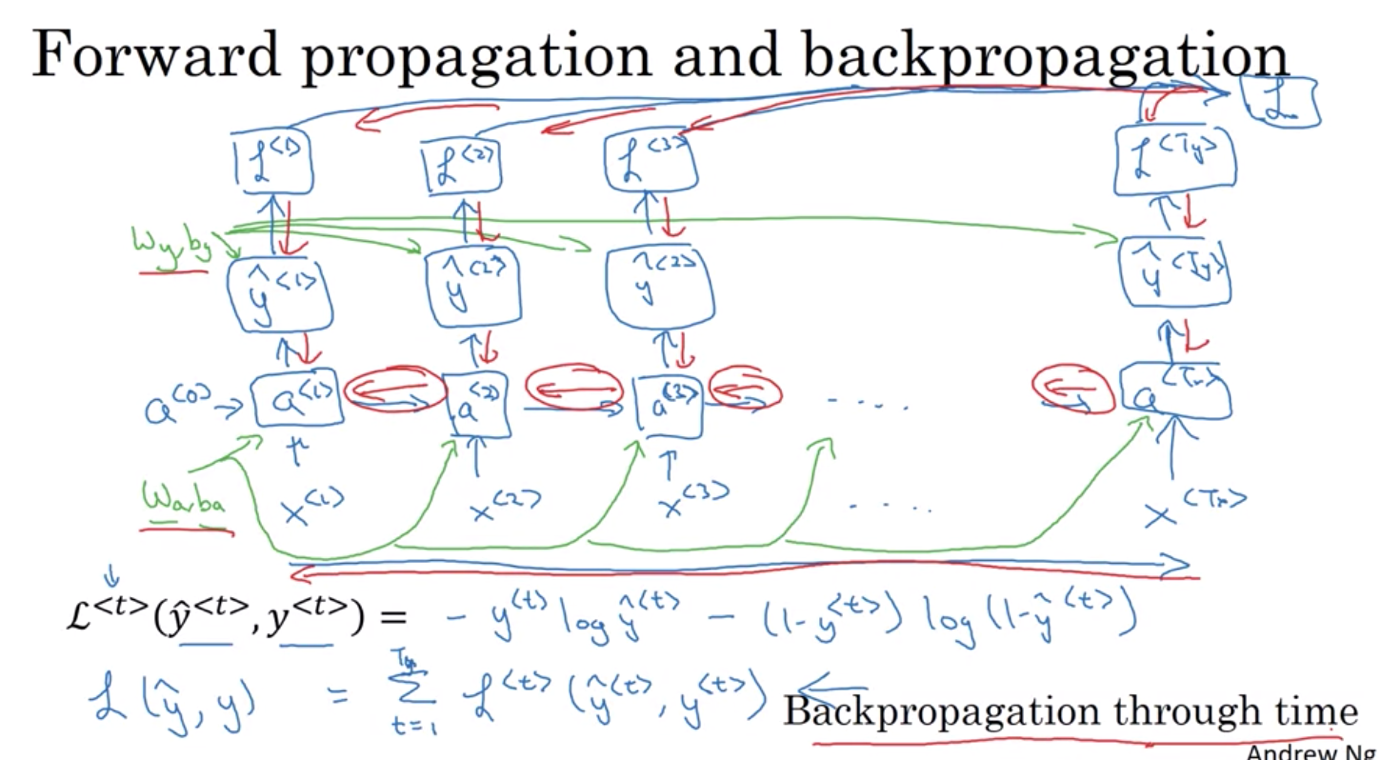 Forward propagation and backpropagation
ℒ
ℒ<1> ℒ<2> ℒ<3> ℒ<Ty>
Wy,by
ŷ<1> ŷ<2> ŷ<2> ŷ<Ty>
a<0> → a<1> a<2> a<3> . . . . a<Tx>
Wa,ba
x<1> x<2> x<3> . . . . . x<Tx>
ℒ<t>(ŷ<t>, y<t>) = - y<t> log ŷ<t> - (1-y<t>) log (1-ŷ<t>)
ℒ(ŷ, y) = Σ_{t=1}^{Ty} ℒ<t>(ŷ<t>, y<t>) ←
Backpropagation through time
Andrew Ng